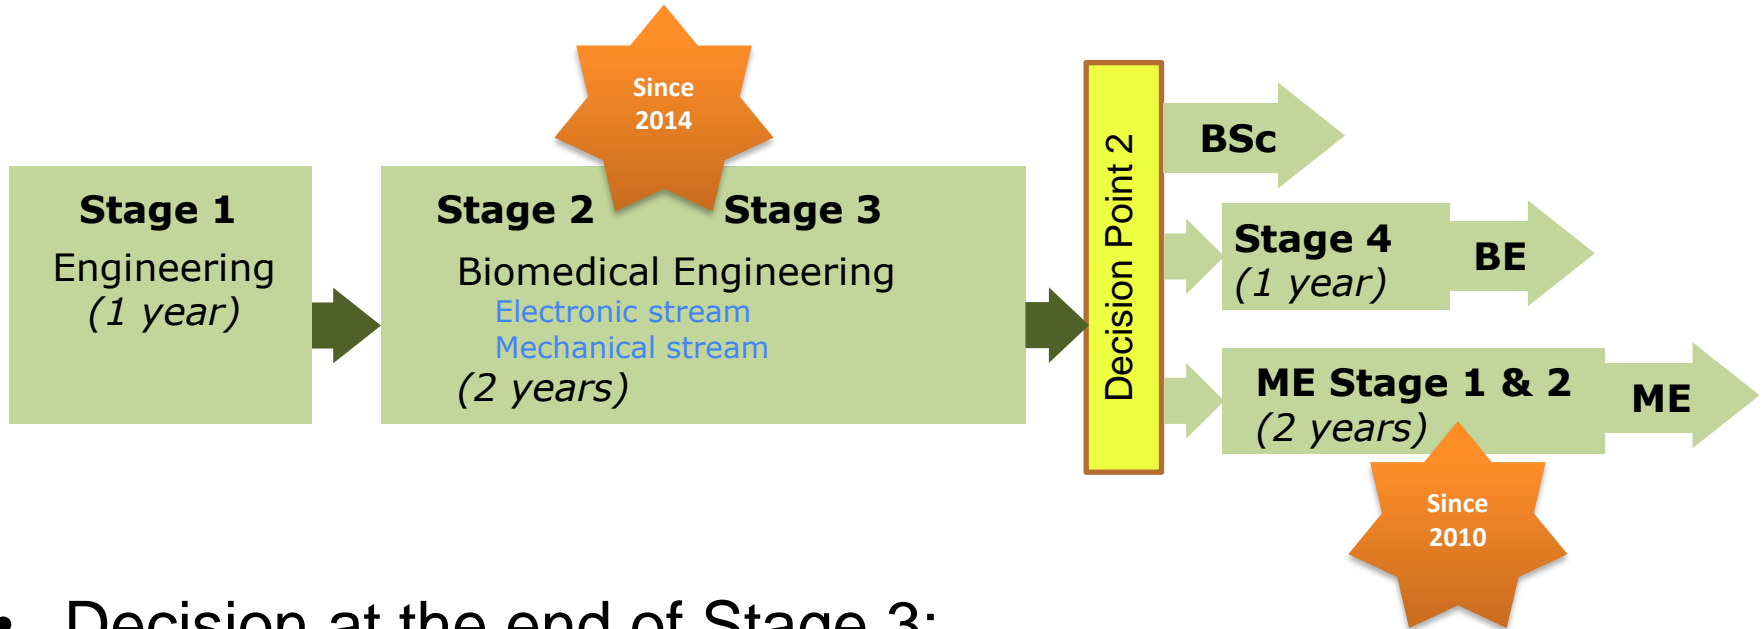 Since
2014
Stage 1
Engineering
(1 year)
Stage 2 Stage 3
Biomedical Engineering
Electronic stream
Mechanical stream
(2 years)
Decision Point 2
BSc
Stage 4
(1 year)
BE
ME Stage 1 & 2
(2 years)
ME
Since
2010
• Decision at the end of Stage 3: